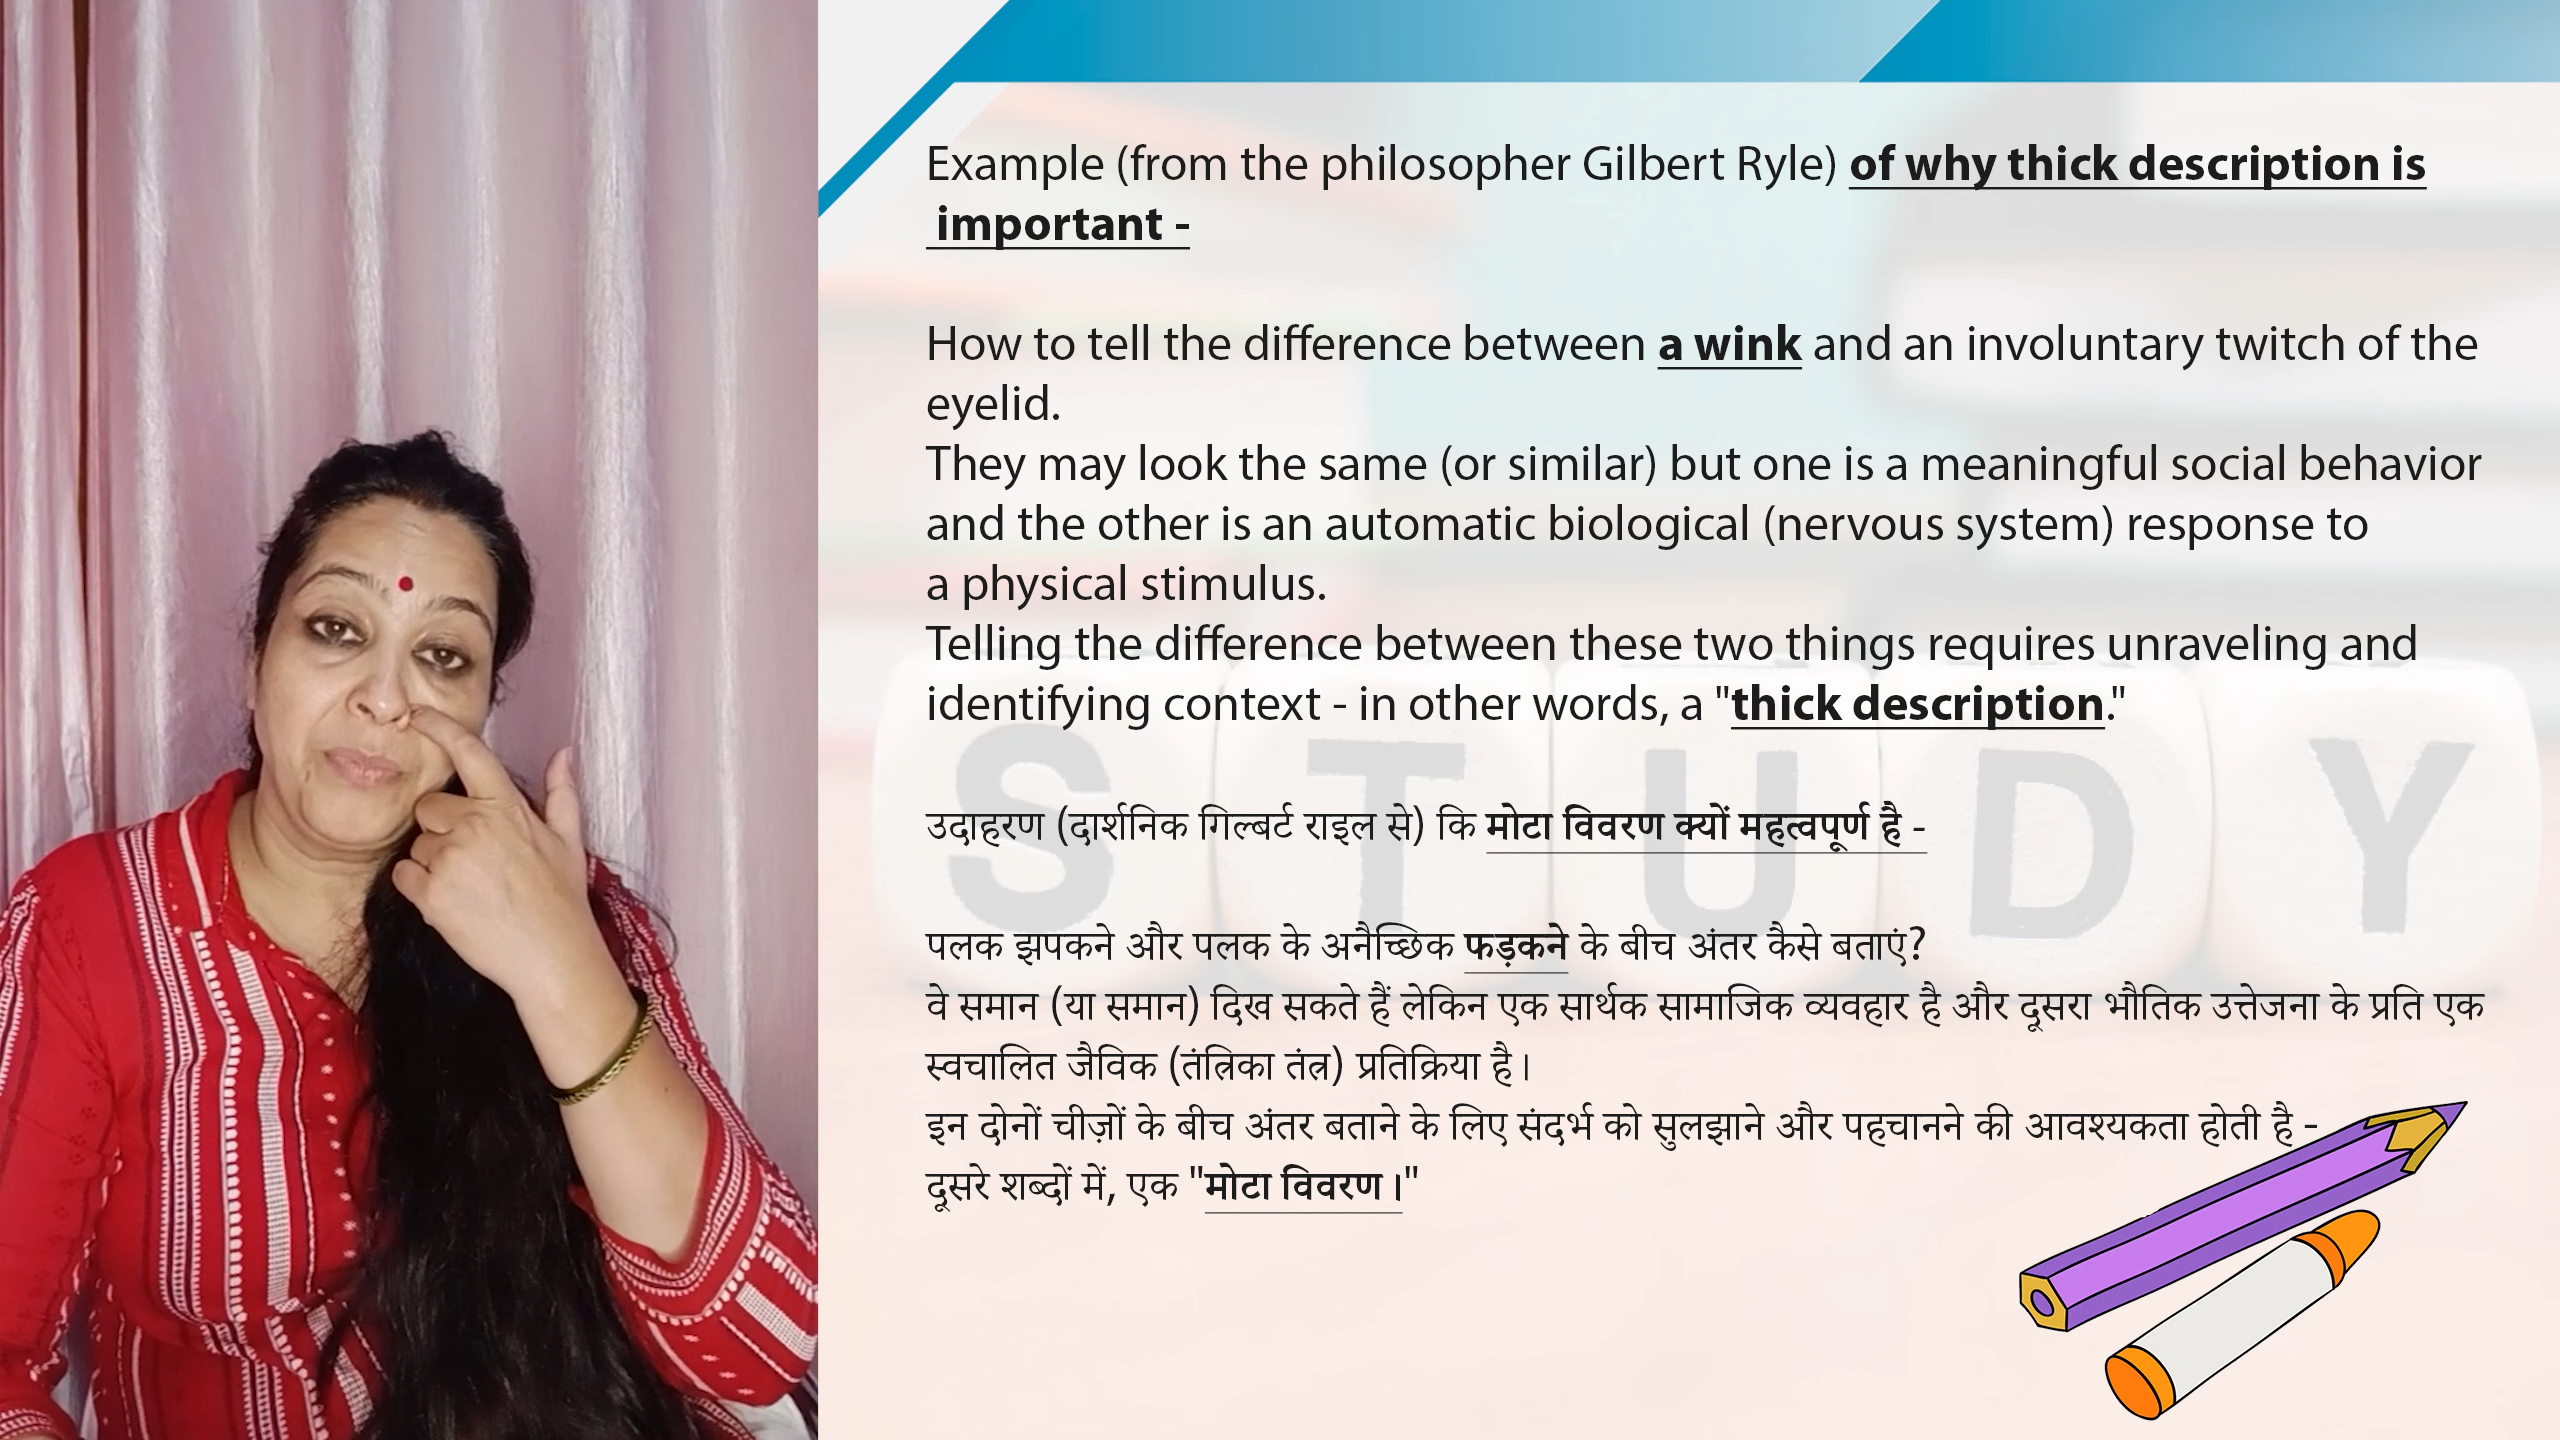 Example (from the philosopher Gilbert Ryle) of why thick description is
important -
How to tell the difference between a wink and an involuntary twitch of the
eyelid.
They may look the same (or similar) but one is a meaningful social behavior
and the other is an automatic biological (nervous system) response to
a physical stimulus.
Telling the difference between these two things requires unraveling and
identifying context - in other words, a "thick description."
STUDY
उदाहरण (दार्शनिक गिल्बर्ट राइल से) कि मोटा विवरण क्यों महत्वपूर्ण है -
पलक झपकने और पलक के अनैच्छिक फड़कने के बीच अंतर कैसे बताएं?
वे समान (या समान) दिख सकते हैं लेकिन एक सार्थक सामाजिक व्यवहार है और दूसरा भौतिक उत्तेजना के प्रति एक
स्वचालित जैविक (तंत्रिका तंत्र) प्रतिक्रिया है।
इन दोनों चीज़ों के बीच अंतर बताने के लिए संदर्भ को सुलझाने और पहचानने की आवश्यकता होती है -
दूसरे शब्दों में, एक "मोटा विवरण।"